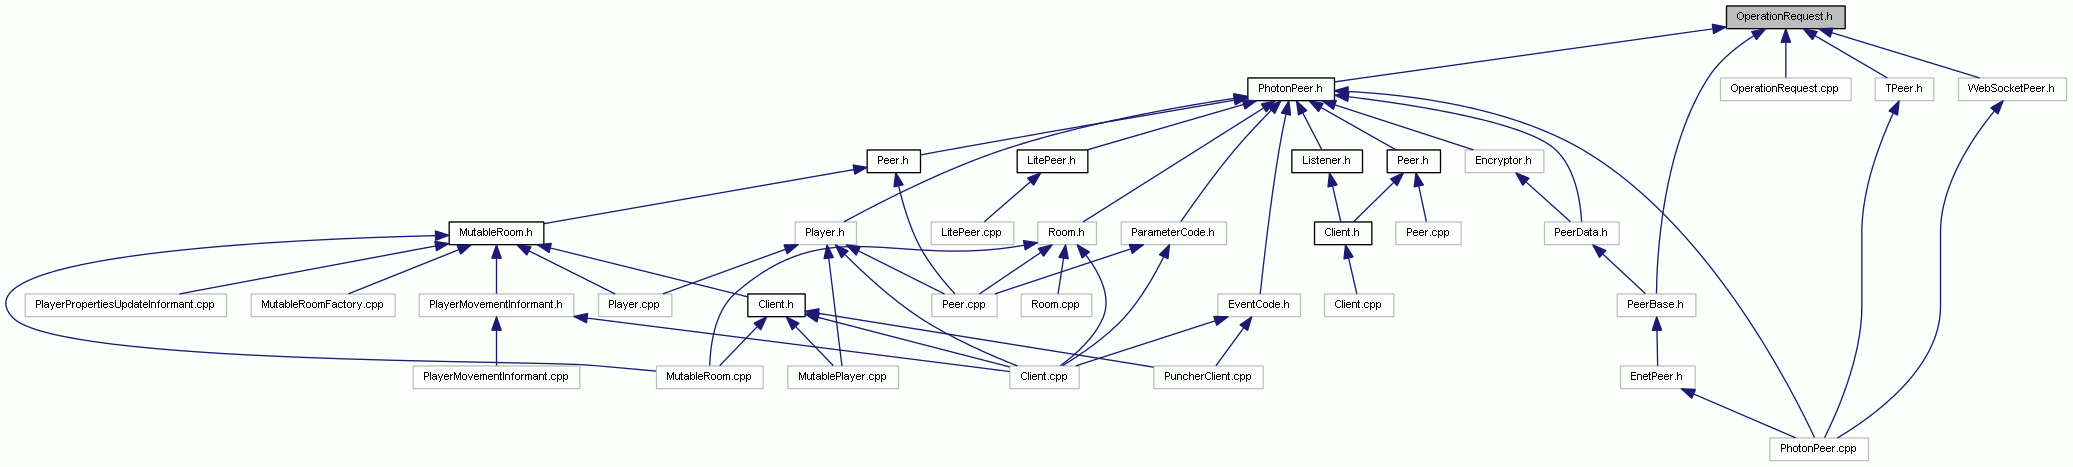 OperationRequest.h
PhotonPeer.h
OperationRequest.cpp
TPeer.h
WebSocketPeer.h
Peer.h
LitePeer.h
Listener.h
Peer.h
Encryptor.h
MutableRoom.h
Player.h
LitePeer.cpp
Room.h
ParameterCode.h
Client.h
Peer.cpp
PeerData.h
PlayerPropertiesUpdateInformant.cpp
MutableRoomFactory.cpp
PlayerMovementInformant.h
Player.cpp
Client.h
Peer.cpp
Room.cpp
EventCode.h
Client.cpp
PeerBase.h
PlayerMovementInformant.cpp
MutableRoom.cpp
MutablePlayer.cpp
Client.cpp
PuncherClient.cpp
EnetPeer.h
PhotonPeer.cpp